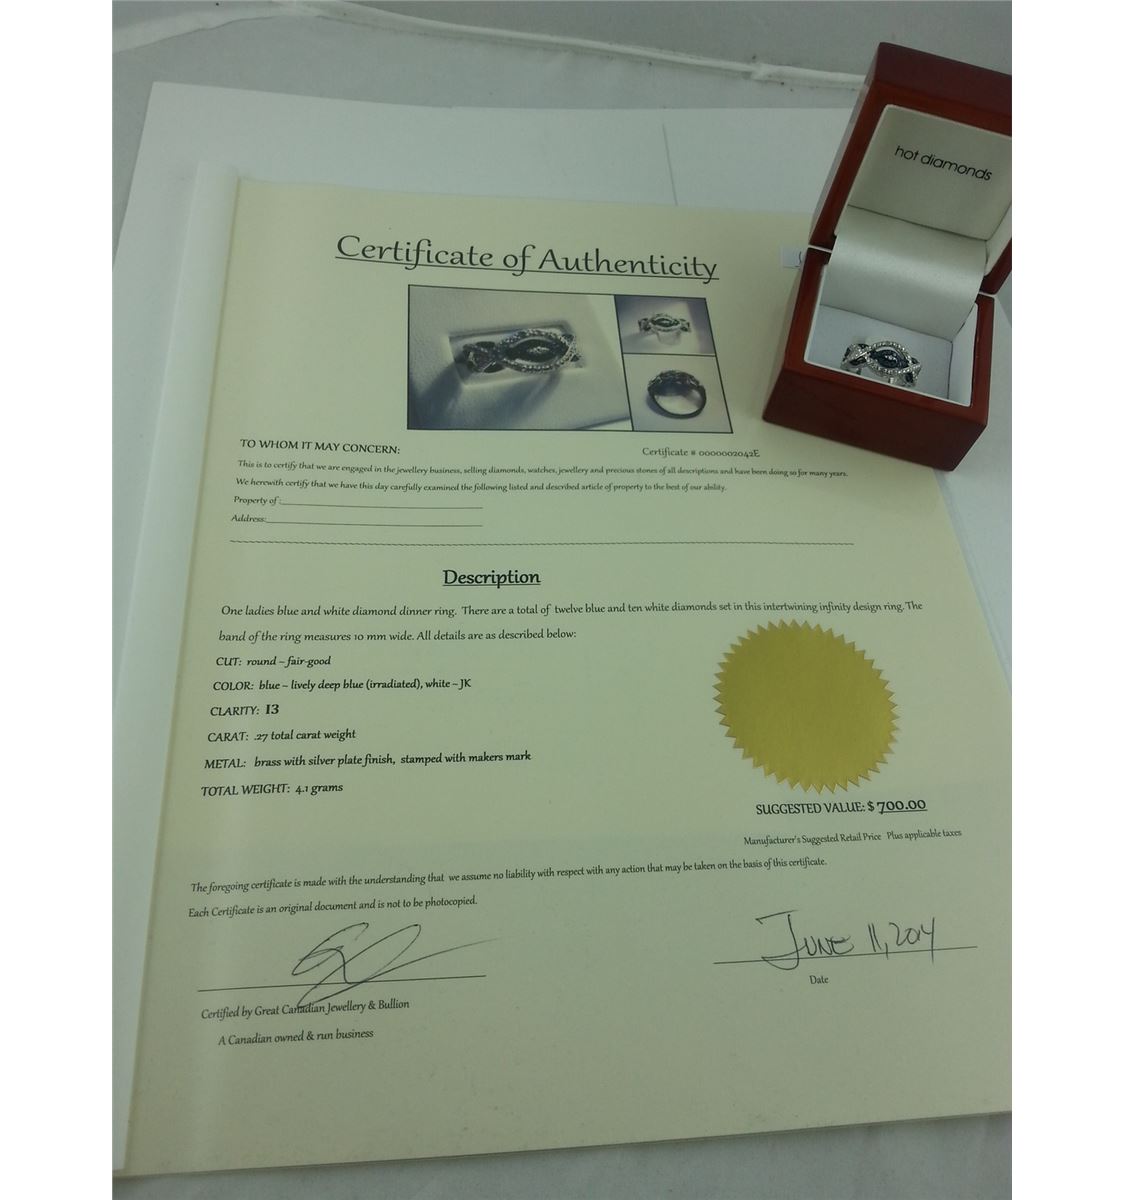 hot diamonds
Certificate of Authenticity
TO WHOM IT MAY CONCERN:
Certificate # 0000002042E
This is to certify that we are engaged in the jewellery business, selling diamonds, watches, jewellery and precious stones of all descriptions and have been doing so for many years.
We herewith certify that we have this day carefully examined the following listed and described article of property to the best of our ability.
Property of:
Address:
Description
One ladies blue and white diamond dinner ring. There are a total of twelve blue and ten white diamonds set in this intertwining infinity design ring. The
band of the ring measures 10 mm wide. All details are as described below:
CUT: round – fair-good
COLOR: blue – lively deep blue (irradiated), white – JK
CLARITY: I3
CARAT: .27 total carat weight
METAL: brass with silver plate finish, stamped with makers mark
TOTAL WEIGHT: 4.1 grams
SUGGESTED VALUE: $ 700.00
Manufacturer's Suggested Retail Price Plus applicable taxes
The foregoing certificate is made with the understanding that we assume no liability with respect with any action that may be taken on the basis of this certificate.
Each Certificate is an original document and is not to be photocopied.
JUNE 11, 2014
Date
Certified by Great Canadian Jewellery & Bullion
A Canadian owned & run business